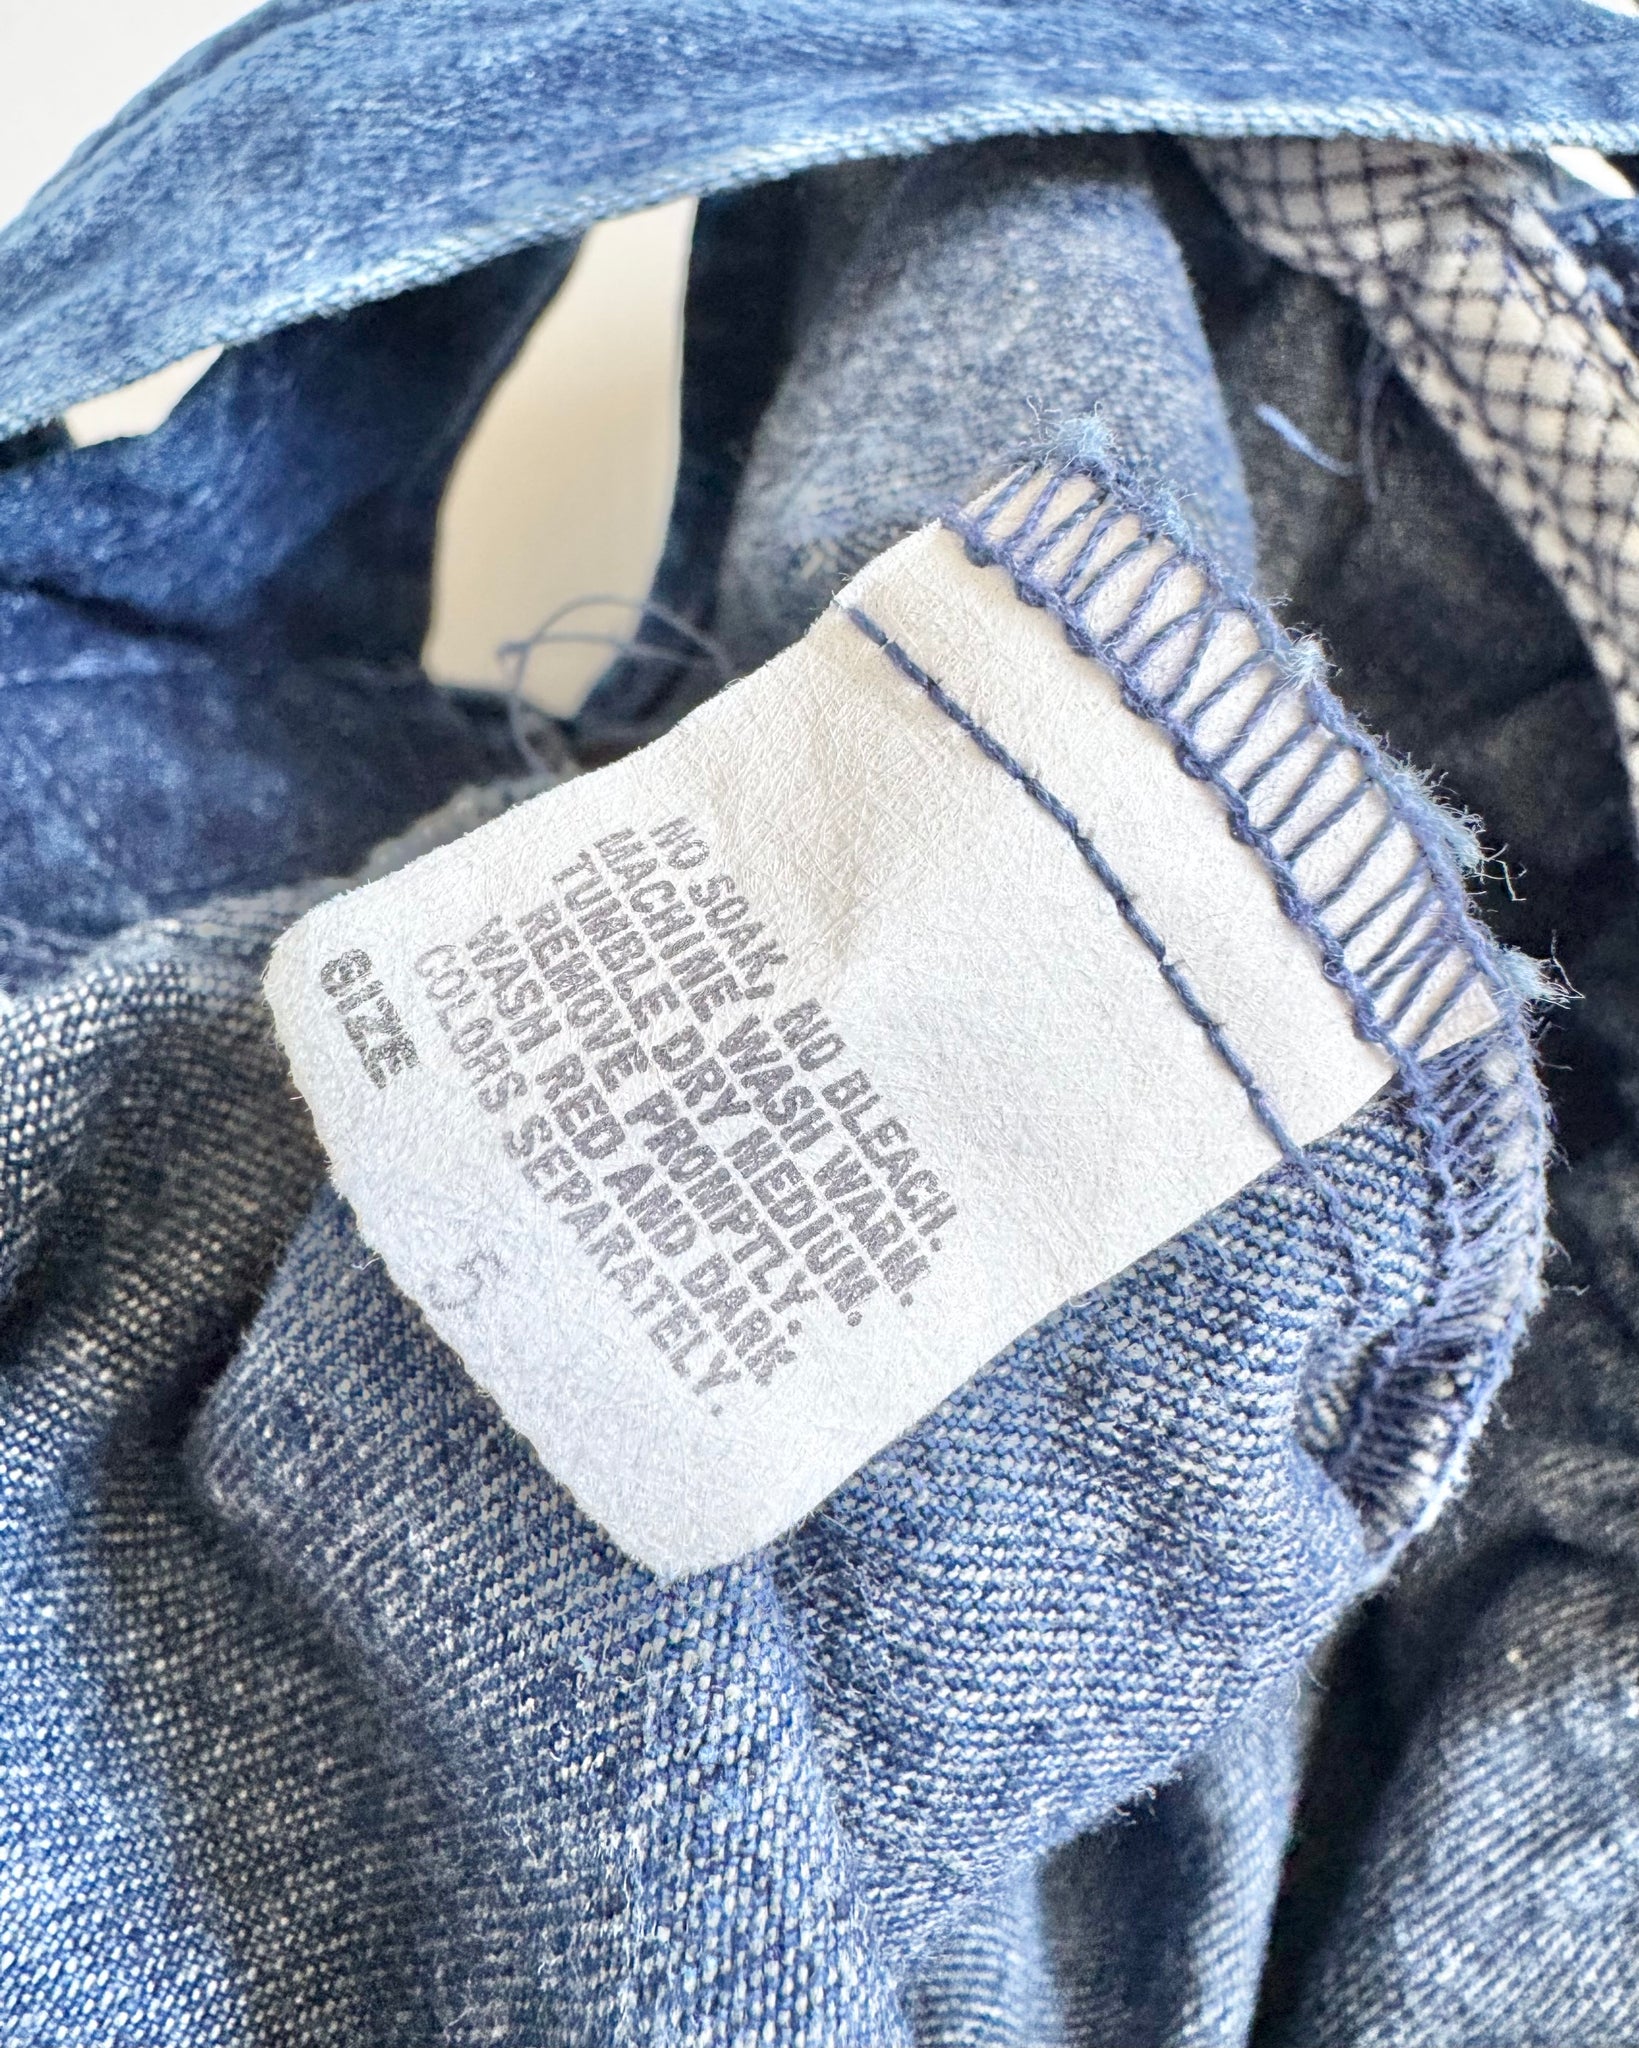 NO SOAK, NO BLEACH.
MACHINE WASH WARM.
TUMBLE DRY MEDIUM.
REMOVE PROMPTLY.
WASH RED AND DARK
COLORS SEPARATELY.
SIZE 5